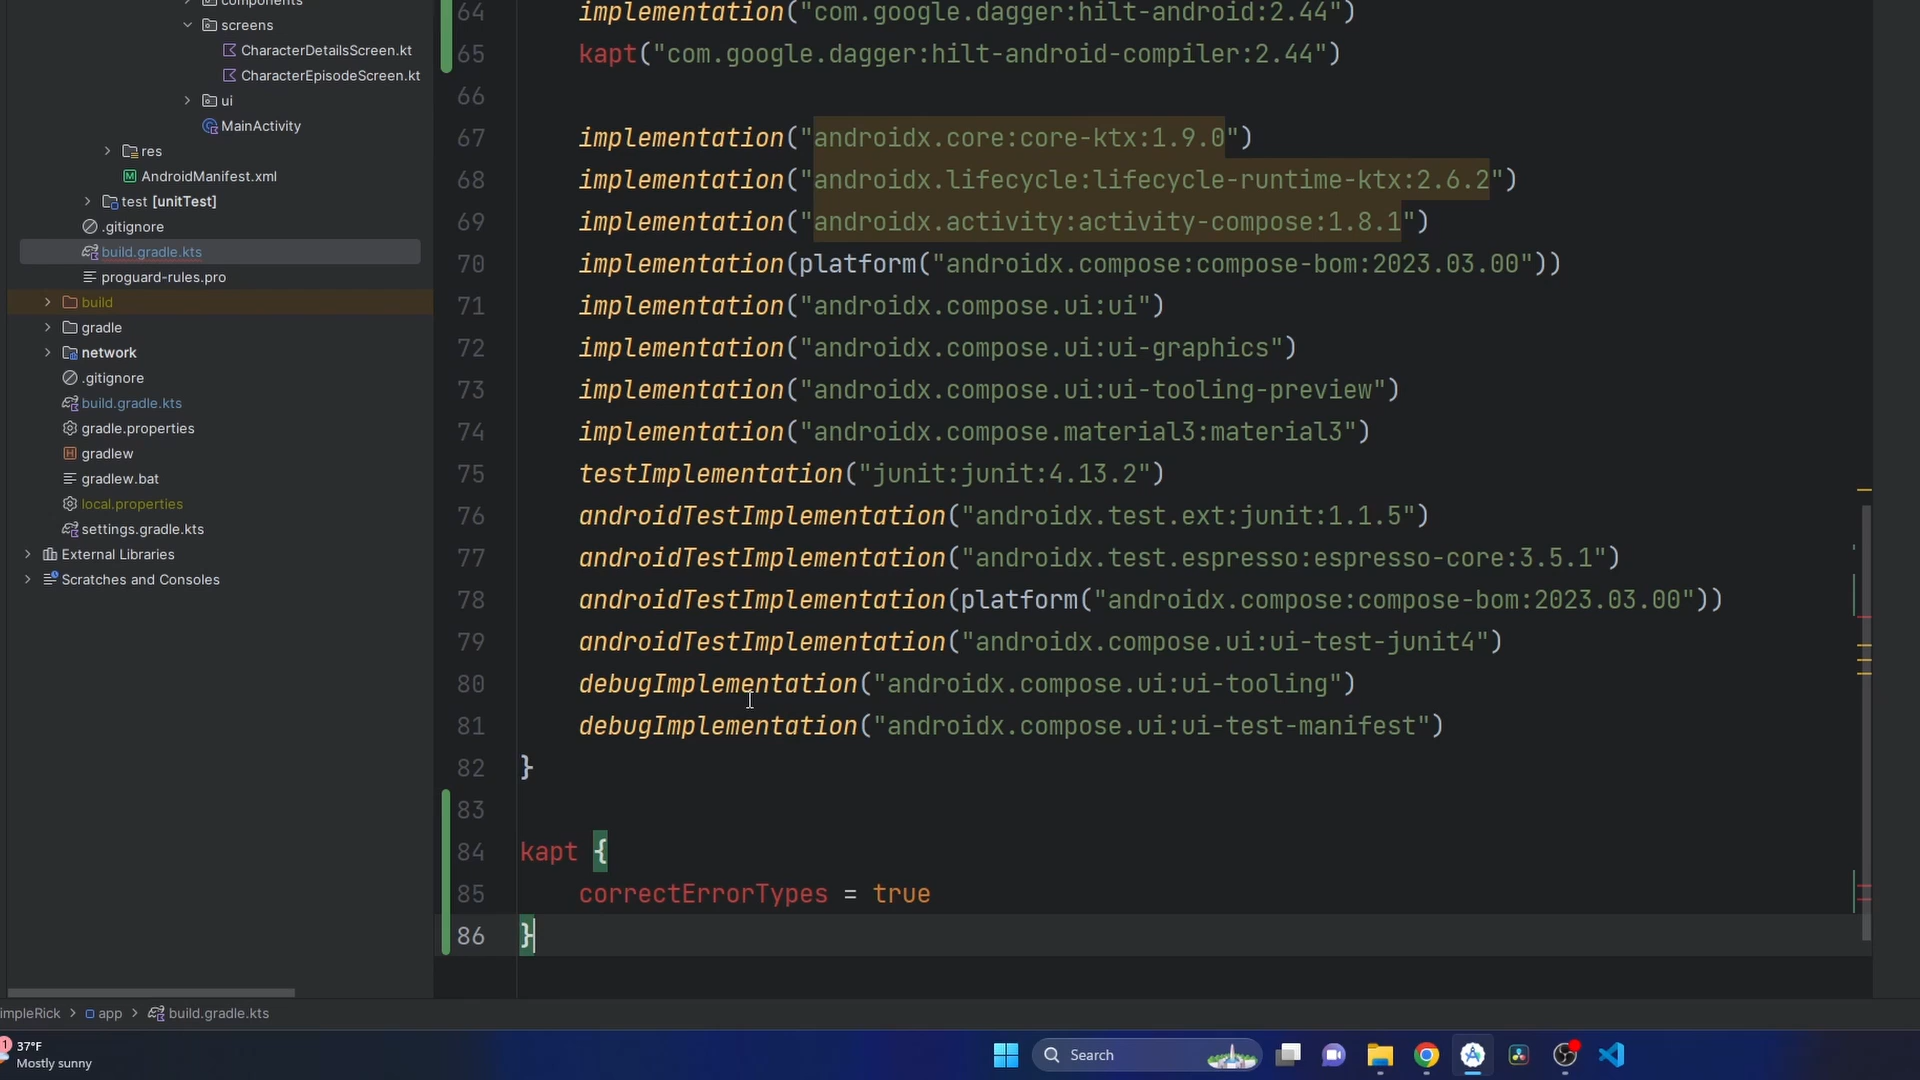 components
screens
CharacterDetailsScreen.kt
CharacterEpisodeScreen.kt
ui
MainActivity
res
AndroidManifest.xml
test [unitTest]
.gitignore
build.gradle.kts
proguard-rules.pro
build
gradle
network
.gitignore
build.gradle.kts
gradle.properties
gradlew
gradlew.bat
local.properties
settings.gradle.kts
External Libraries
Scratches and Consoles
64 implementation("com.google.dagger:hilt-android:2.44")
65 kapt("com.google.dagger:hilt-android-compiler:2.44")
66
67 implementation("androidx.core:core-ktx:1.9.0")
68 implementation("androidx.lifecycle:lifecycle-runtime-ktx:2.6.2")
69 implementation("androidx.activity:activity-compose:1.8.1")
70 implementation(platform("androidx.compose:compose-bom:2023.03.00"))
71 implementation("androidx.compose.ui:ui")
72 implementation("androidx.compose.ui:ui-graphics")
73 implementation("androidx.compose.ui:ui-tooling-preview")
74 implementation("androidx.compose.material3:material3")
75 testImplementation("junit:junit:4.13.2")
76 androidTestImplementation("androidx.test.ext:junit:1.1.5")
77 androidTestImplementation("androidx.test.espresso:espresso-core:3.5.1")
78 androidTestImplementation(platform("androidx.compose:compose-bom:2023.03.00"))
79 androidTestImplementation("androidx.compose.ui:ui-test-junit4")
80 debugImplementation("androidx.compose.ui:ui-tooling")
81 debugImplementation("androidx.compose.ui:ui-test-manifest")
82 }
83
84 kapt {
85 correctErrorTypes = true
86 }
impleRick > app > build.gradle.kts
1 37°F
Mostly sunny
Search